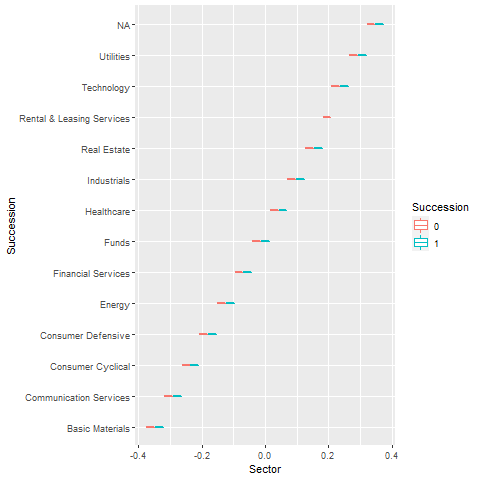 NA
Utilities
Technology
Rental & Leasing Services
Real Estate
Industrials
Healthcare
Funds
Financial Services
Energy
Consumer Defensive
Consumer Cyclical
Communication Services
Basic Materials
Succession
-0.4 -0.2 0.0 0.2 0.4
Sector
Succession
0
1